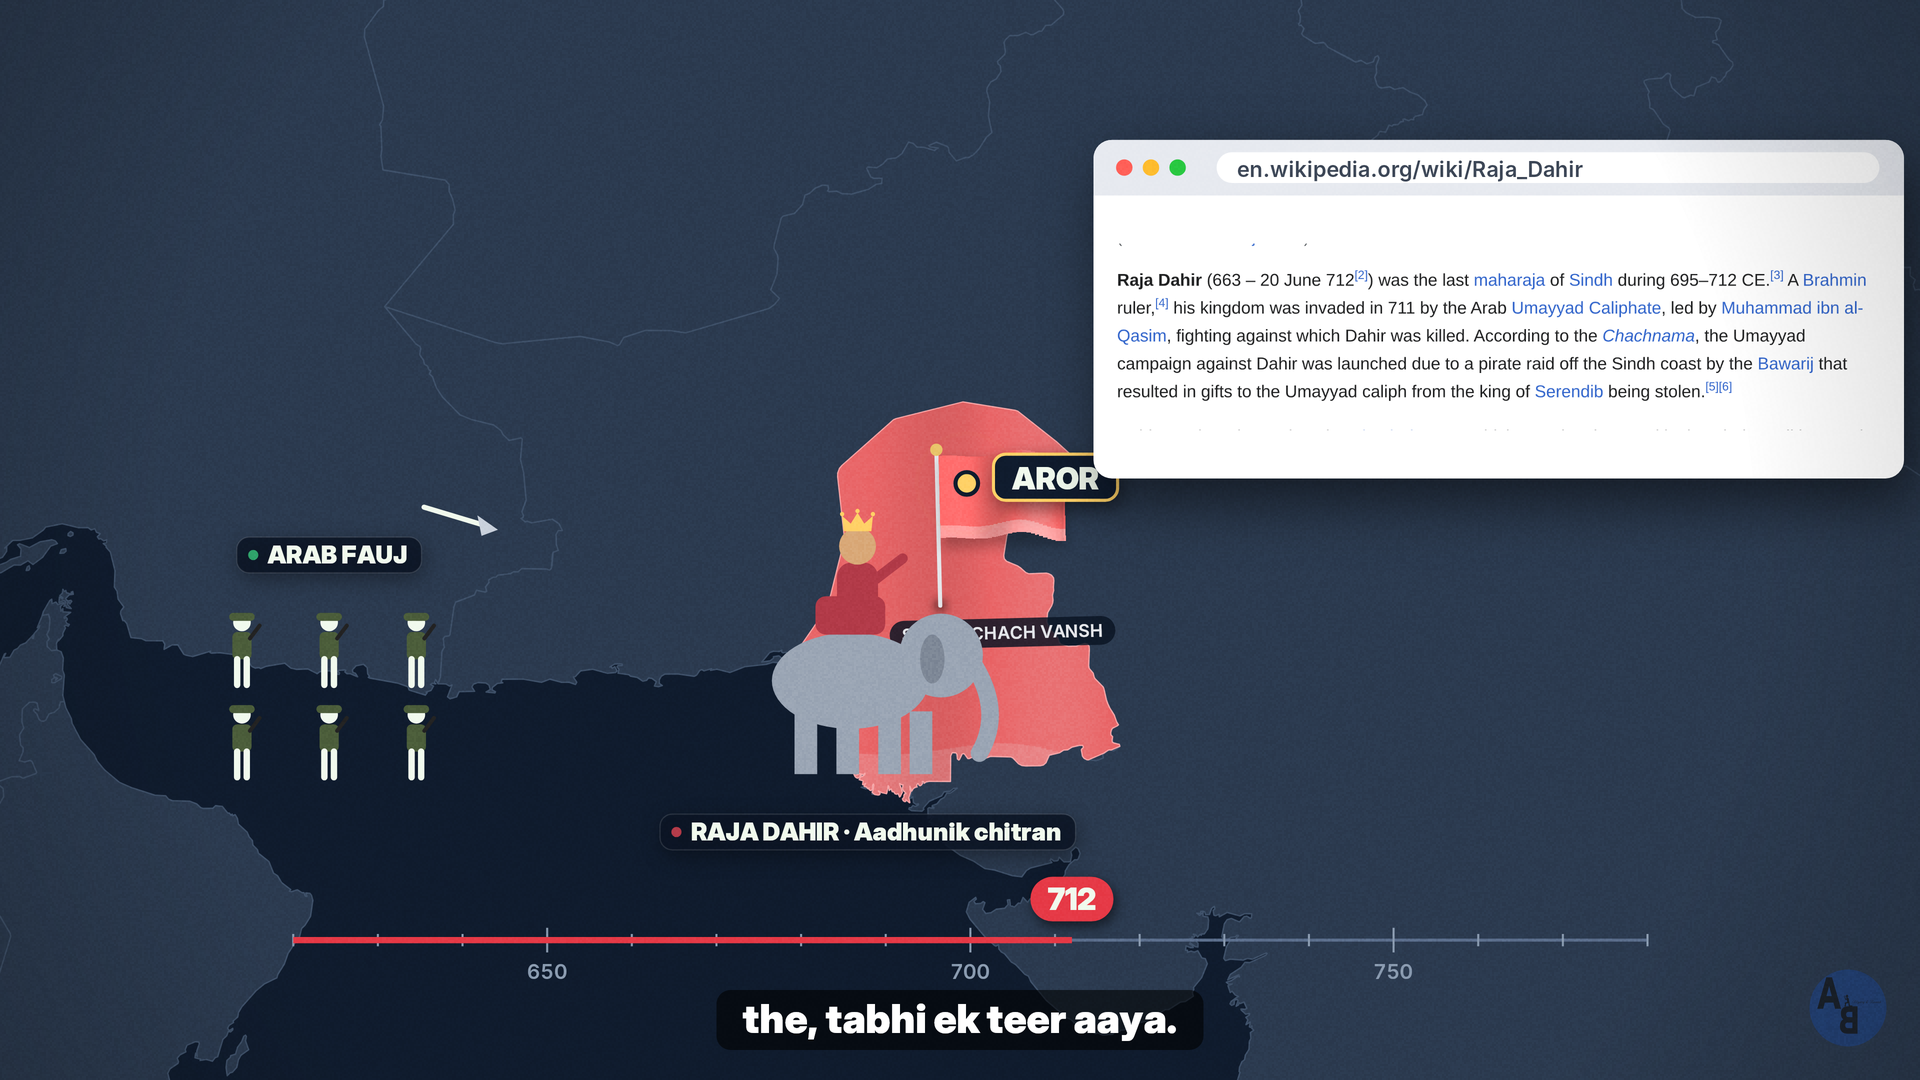 en.wikipedia.org/wiki/Raja_Dahir
Raja Dahir (663 – 20 June 712[2]) was the last maharaja of Sindh during 695–712 CE.[3] A Brahmin
ruler,[4] his kingdom was invaded in 711 by the Arab Umayyad Caliphate, led by Muhammad ibn al-
Qasim, fighting against which Dahir was killed. According to the Chachnama, the Umayyad
campaign against Dahir was launched due to a pirate raid off the Sindh coast by the Bawarij that
resulted in gifts to the Umayyad caliph from the king of Serendib being stolen.[5][6]
AROR
ARAB FAUJ
CHACH VANSH
RAJA DAHIR · Aadhunik chitran
712
650
700
750
the, tabhi ek teer aaya.
A
B